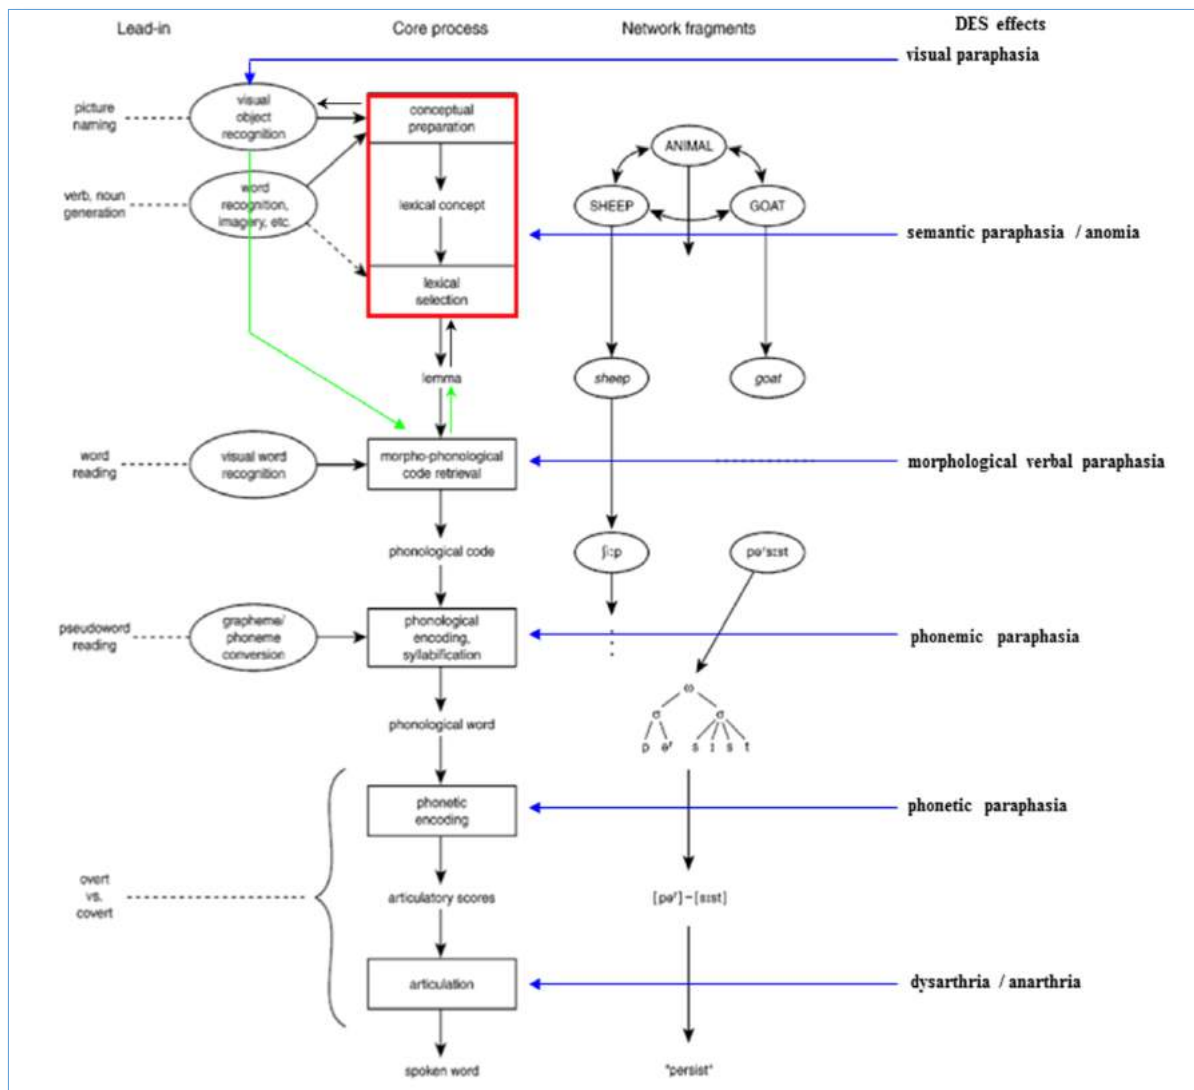 Lead-in
Core process
Network fragments
DES effects
visual paraphasia
picture
naming
visual
object
recognition
conceptual
preparation
ANIMAL
verb, noun
generation
word
recognition,
imagery, etc.
lexical concept
SHEEP
GOAT
semantic paraphasia / anomia
lexical
selection
lemma
sheep
goat
word
reading
visual word
recognition
morpho-phonological
code retrieval
morphological verbal paraphasia
phonological code
ʃiːp
pəʳsɪst
pseudoword
reading
grapheme/
phoneme
conversion
phonological
encoding,
syllabification
phonemic paraphasia
phonological word
ω
σ σ
p əʳ s ɪ s t
phonetic
encoding
phonetic paraphasia
overt
vs.
covert
articulatory scores
[pəʳ]–[sɪst]
articulation
dysarthria / anarthria
spoken word
"persist"